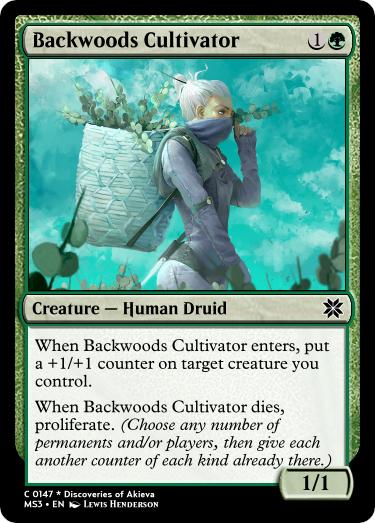 Backwoods Cultivator 1
Creature — Human Druid
When Backwoods Cultivator enters, put
a +1/+1 counter on target creature you
control.
When Backwoods Cultivator dies,
proliferate. (Choose any number of
permanents and/or players, then give each
another counter of each kind already there.)
1/1
C 0147 * Discoveries of Akieva
MS3 • EN Lewis Henderson